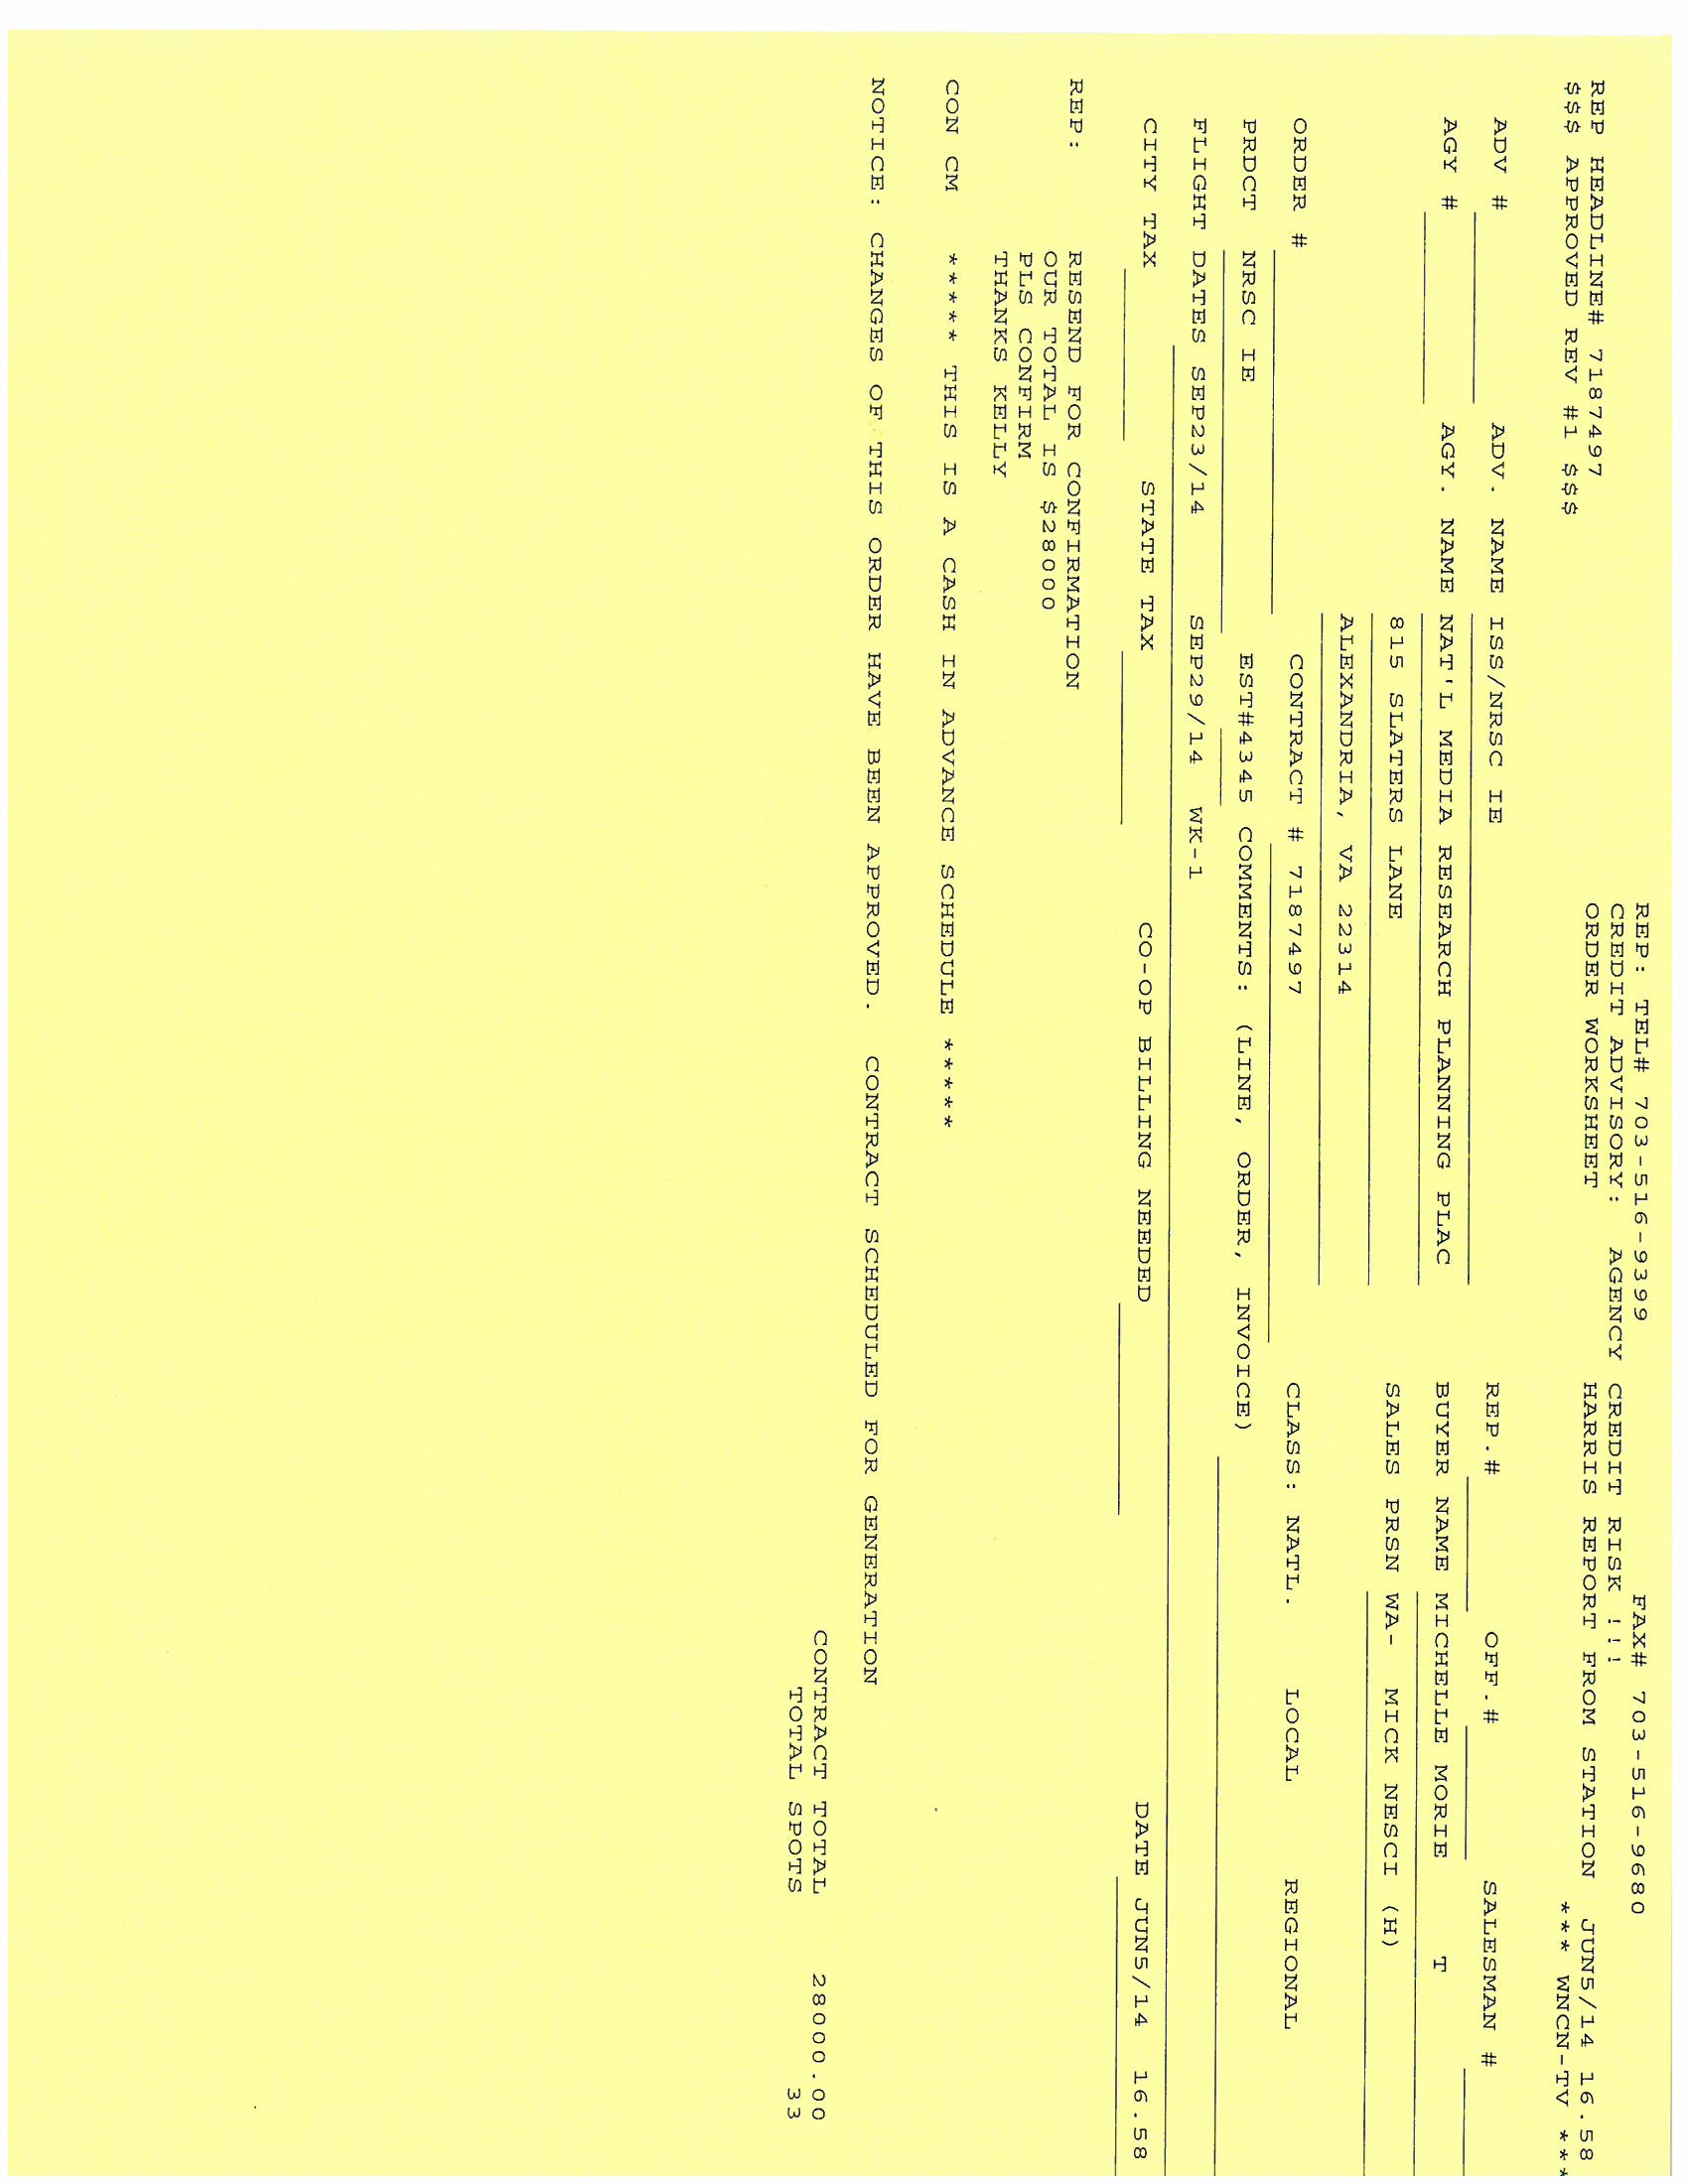 REP: TEL# 703-516-9399 FAX# 703-516-9680
CREDIT ADVISORY: AGENCY CREDIT RISK !!!
REP HEADLINE# 7187497 ORDER WORKSHEET HARRIS REPORT FROM STATION JUN5/14 16.58
$$$ APPROVED REV #1 $$$ *** WNCN-TV ***
ADV # ADV. NAME ISS/NRSC IE REP.# OFF.# SALESMAN #
AGY # AGY. NAME NAT'L MEDIA RESEARCH PLANNING PLAC BUYER NAME MICHELLE MORIE T
815 SLATERS LANE SALES PRSN WA- MICK NESCI (H)
ALEXANDRIA, VA 22314
ORDER # CONTRACT # 7187497 CLASS: NATL. LOCAL REGIONAL
PRDCT NRSC IE EST#4345 COMMENTS: (LINE, ORDER, INVOICE)
FLIGHT DATES SEP23/14 SEP29/14 WK-1
CITY TAX STATE TAX CO-OP BILLING NEEDED DATE JUN5/14 16.58
REP: RESEND FOR CONFIRMATION
OUR TOTAL IS $28000
PLS CONFIRM
THANKS KELLY
CON CM ***** THIS IS A CASH IN ADVANCE SCHEDULE *****
NOTICE: CHANGES OF THIS ORDER HAVE BEEN APPROVED. CONTRACT SCHEDULED FOR GENERATION
CONTRACT TOTAL 28000.00
TOTAL SPOTS 33